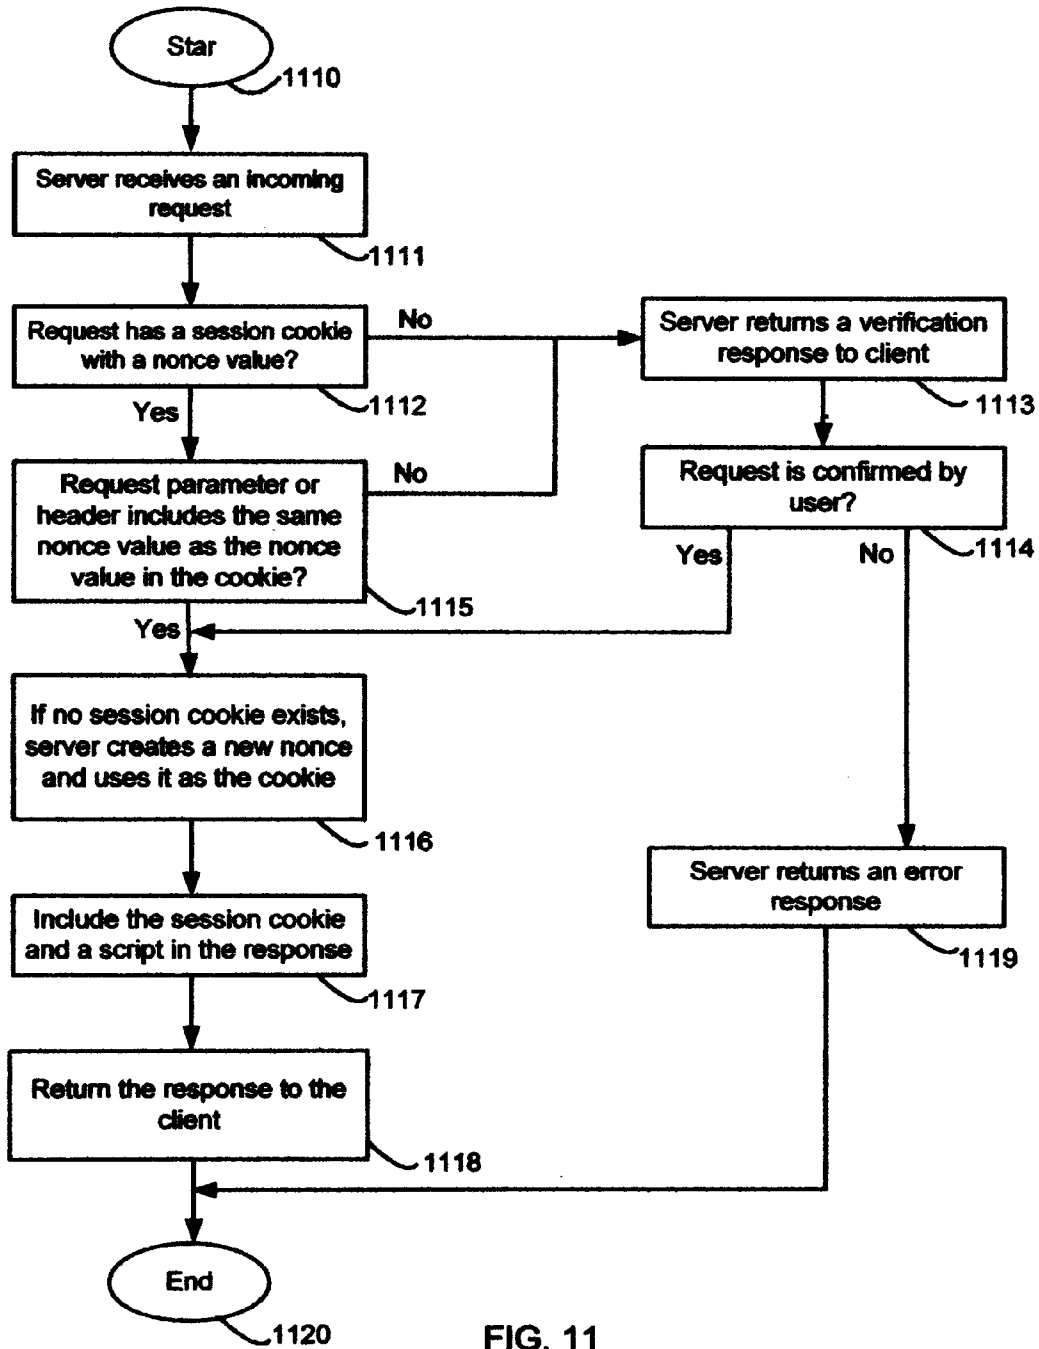 Star
1110
Server receives an incoming
request
1111
Request has a session cookie
with a nonce value?
No
1112
Yes
Server returns a verification
response to client
1113
Request parameter or
header includes the same
nonce value as the nonce
value in the cookie?
No
1115
Yes
Request is confirmed by
user?
1114
Yes
No
If no session cookie exists,
server creates a new nonce
and uses it as the cookie
1116
Include the session cookie
and a script in the response
1117
Server returns an error
response
1119
Return the response to the
client
1118
End
1120
FIG. 11